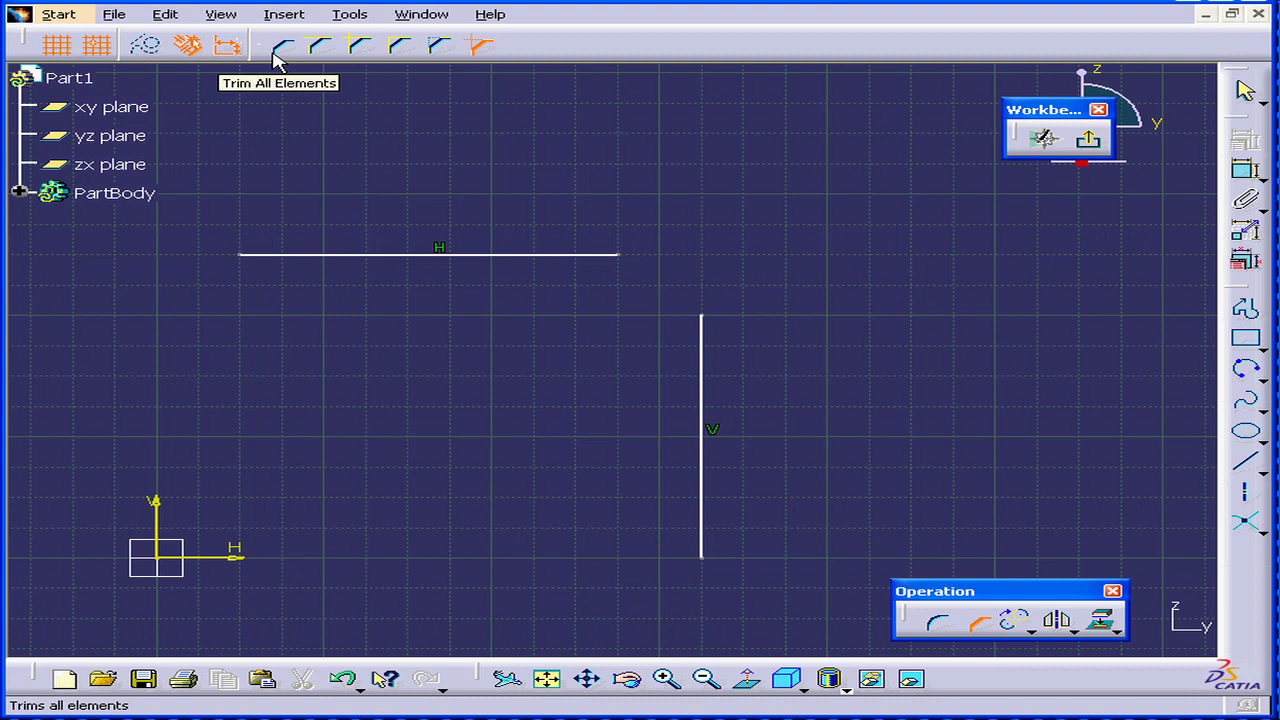 Start File Edit View Insert Tools Window Help
Trim All Elements
Part1
xy plane
yz plane
zx plane
PartBody
z
y
Workbe...
H
V
V
H
Operation
z
y
DS CATIA
Trims all elements